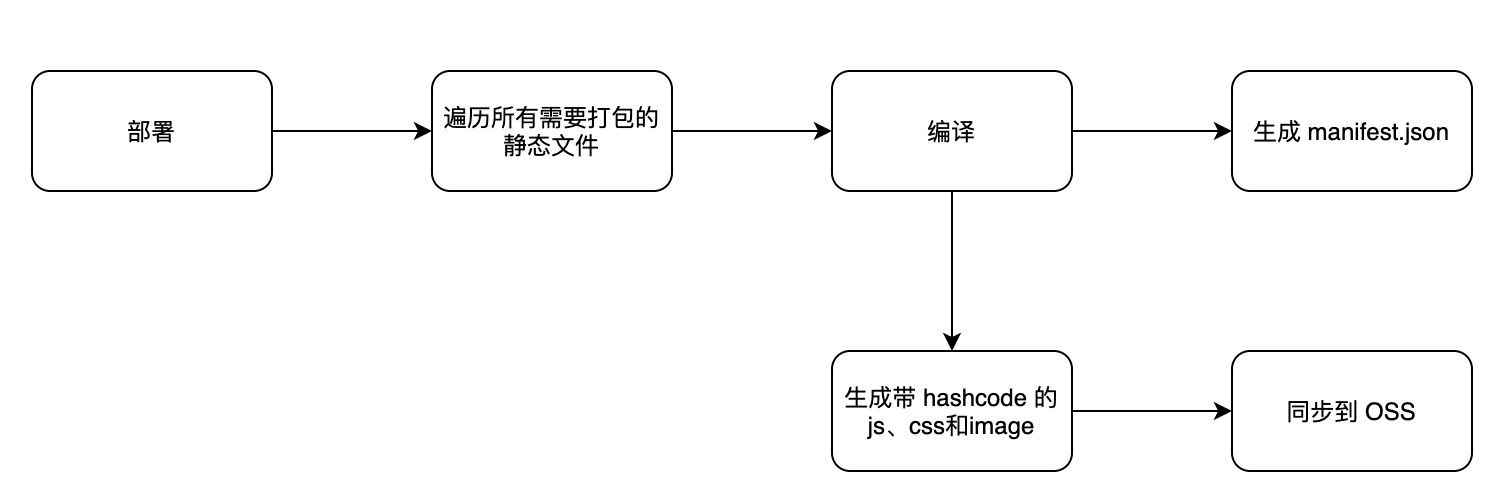 部署
遍历所有需要打包的
静态文件
编译
生成 manifest.json
生成带 hashcode 的
js、css和image
同步到 OSS